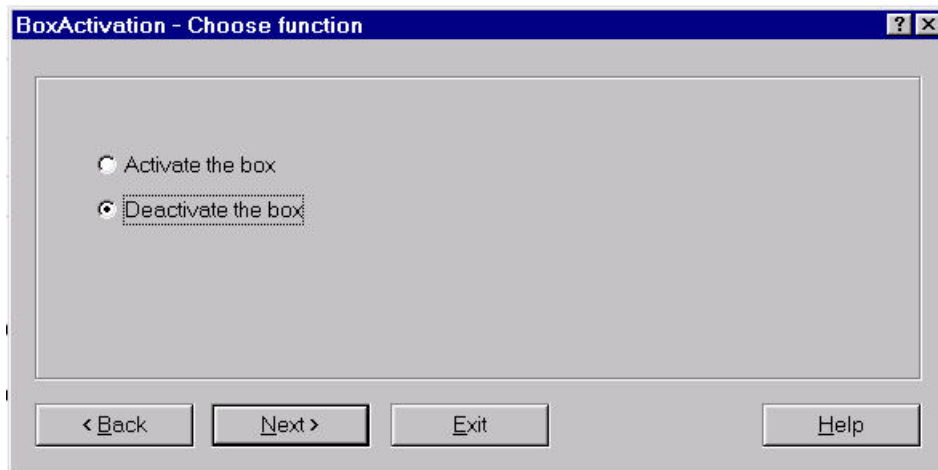 BoxActivation - Choose function
Activate the box
Deactivate the box
< Back Next > Exit Help